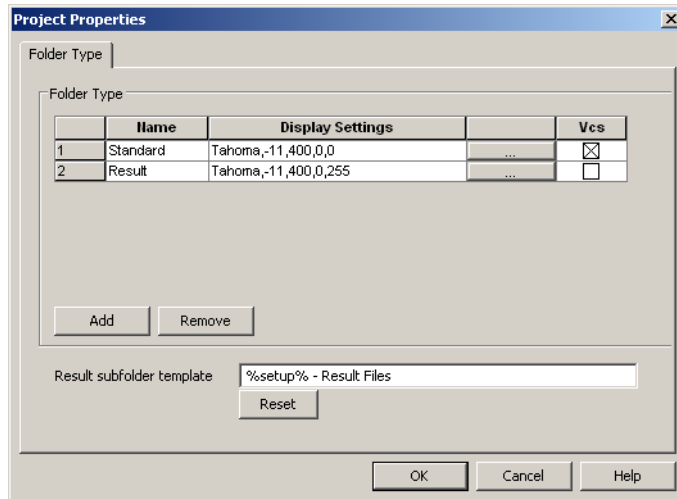 Project Properties
Folder Type
Folder Type
Name Display Settings Vcs
1 Standard Tahoma,-11,400,0,0 ...
2 Result Tahoma,-11,400,0,255 ...
Add Remove
Result subfolder template %setup% - Result Files
Reset
OK Cancel Help